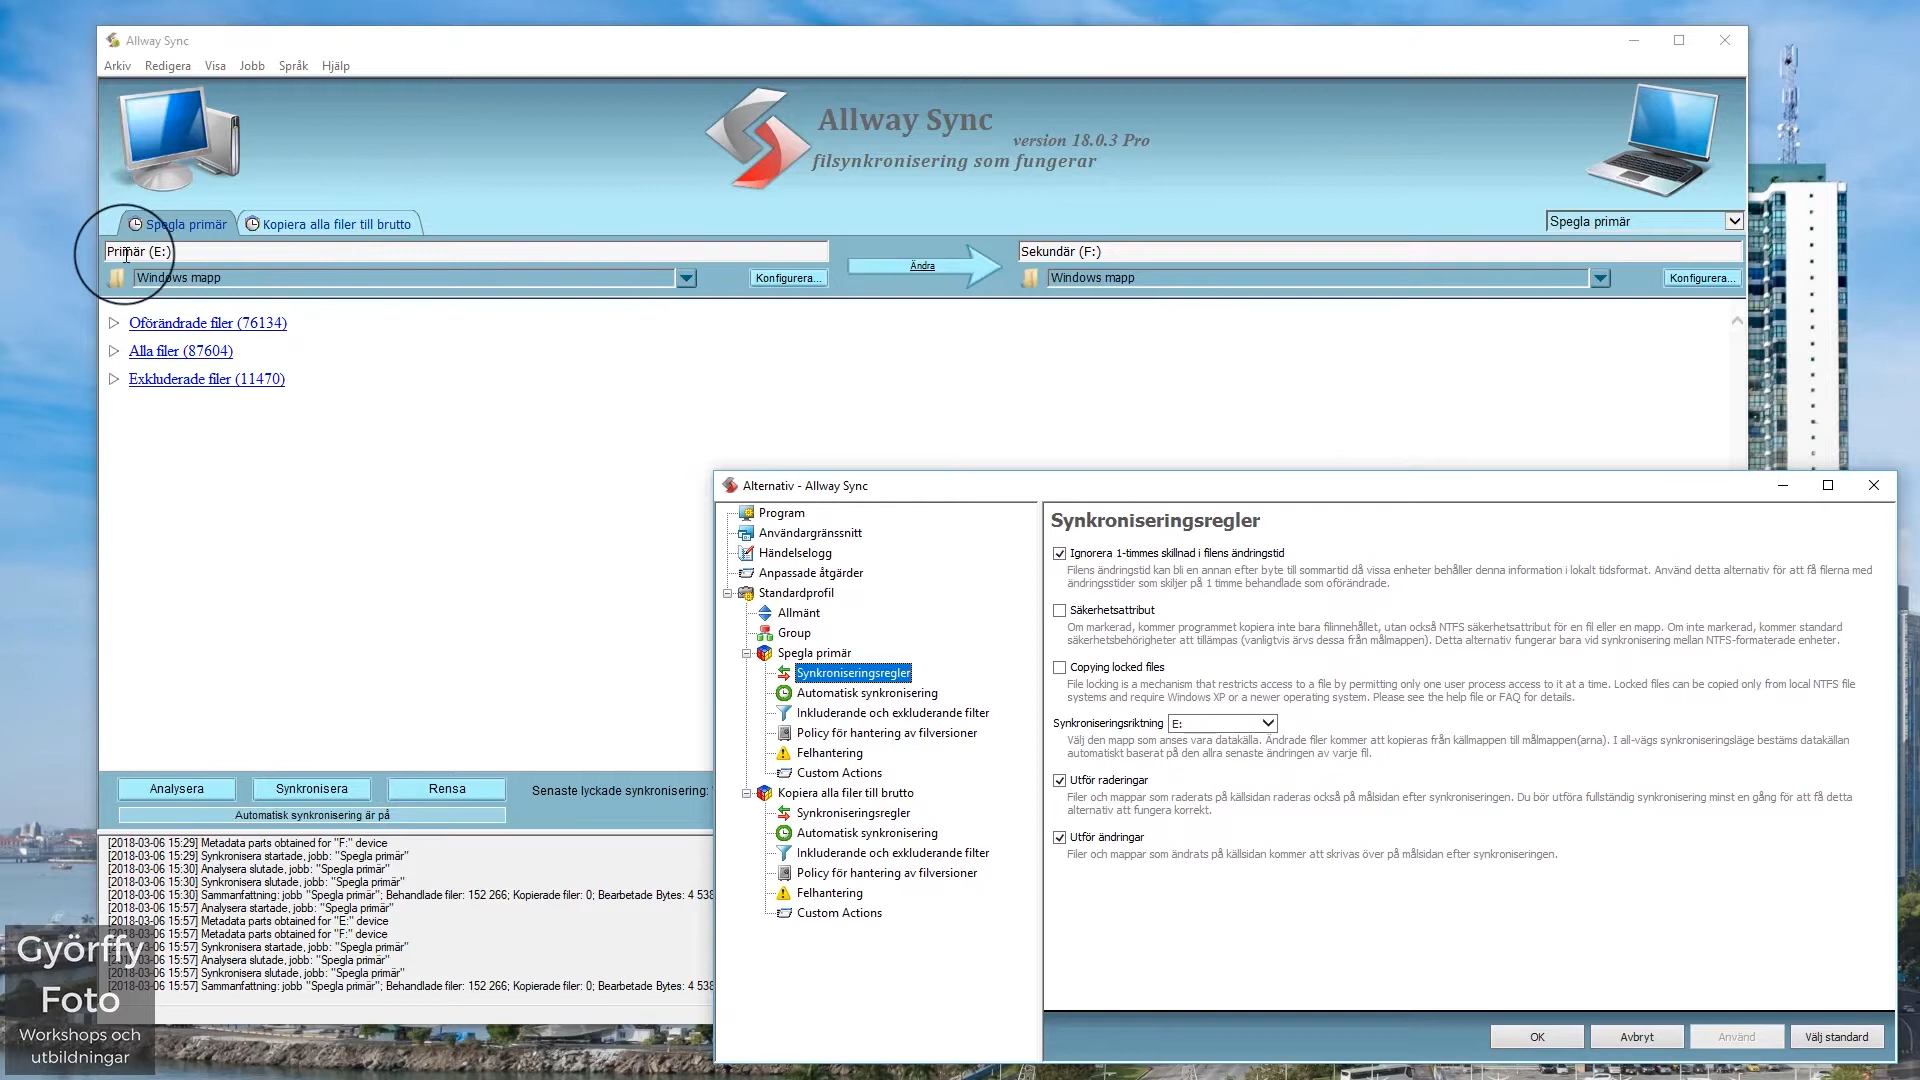 Allway Sync
Arkiv Redigera Visa Jobb Språk Hjälp
Allway Sync
version 18.0.3 Pro
filsynkronisering som fungerar
Spegla primär Kopiera alla filer till brutto
Spegla primär
Primär (E:)
Ändra
Sekundär (F:)
Windows mapp
Konfigurera...
Windows mapp
Konfigurera...
Oförändrade filer (76134)
Alla filer (87604)
Exkluderade filer (11470)
Analysera
Synkronisera
Rensa
Senaste lyckade synkronisering:
Automatisk synkronisering är på
[2018-03-06 15:29] Metadata parts obtained for "F:" device
[2018-03-06 15:29] Synkronisera startade, jobb: "Spegla primär"
[2018-03-06 15:30] Analysera slutade, jobb: "Spegla primär"
[2018-03-06 15:30] Synkronisera slutade, jobb: "Spegla primär"
[2018-03-06 15:30] Sammanfattning: jobb "Spegla primär"; Behandlade filer: 152 266; Kopierade filer: 0; Bearbetade Bytes: 4 538
[2018-03-06 15:57] Analysera startade, jobb: "Spegla primär"
[2018-03-06 15:57] Metadata parts obtained for "E:" device
[2018-03-06 15:57] Metadata parts obtained for "F:" device
[2018-03-06 15:57] Synkronisera startade, jobb: "Spegla primär"
[2018-03-06 15:57] Analysera slutade, jobb: "Spegla primär"
[2018-03-06 15:57] Synkronisera slutade, jobb: "Spegla primär"
[2018-03-06 15:57] Sammanfattning: jobb "Spegla primär"; Behandlade filer: 152 266; Kopierade filer: 0; Bearbetade Bytes: 4 538
Györffy
Foto
Workshops och
utbildningar
Alternativ - Allway Sync
Program
Användargränssnitt
Händelselogg
Anpassade åtgärder
Standardprofil
Allmänt
Group
Spegla primär
Synkroniseringsregler
Automatisk synkronisering
Inkluderande och exkluderande filter
Policy för hantering av filversioner
Felhantering
Custom Actions
Kopiera alla filer till brutto
Synkroniseringsregler
Automatisk synkronisering
Inkluderande och exkluderande filter
Policy för hantering av filversioner
Felhantering
Custom Actions
Synkroniseringsregler
Ignorera 1-timmes skillnad i filens ändringstid
Filens ändringstid kan bli en annan efter byte till sommartid då vissa enheter behåller denna information i lokalt tidsformat. Använd detta alternativ för att få filerna med
ändringsstider som skiljer på 1 timme behandlade som oförändrade.
Säkerhetsattribut
Om markerad, kommer programmet kopiera inte bara filinnehållet, utan också NTFS säkerhetsattribut för en fil eller en mapp. Om inte markerad, kommer standard
säkerhetsbehörigheter att tillämpas (vanligtvis ärvs dessa från målmappen). Detta alternativ fungerar bara vid synkronisering mellan NTFS-formaterade enheter.
Copying locked files
File locking is a mechanism that restricts access to a file by permitting only one user process access to it at a time. Locked files can be copied only from local NTFS file
systems and require Windows XP or a newer operating system. Please see the help file or FAQ for details.
Synkroniseringsriktning E:
Välj den mapp som anses vara datakälla. Ändrade filer kommer att kopieras från källmappen till målmappen(arna). I all-vägs synkroniseringsläge bestäms datakällan
automatiskt baserat på den allra senaste ändringen av varje fil.
Utför raderingar
Filer och mappar som raderats på källsidan raderas också på målsidan efter synkroniseringen. Du bör utföra fullständig synkronisering minst en gång för att få detta
alternativ att fungera korrekt.
Utför ändringar
Filer och mappar som ändrats på källsidan kommer att skrivas över på målsidan efter synkroniseringen.
OK
Avbryt
Använd
Välj standard